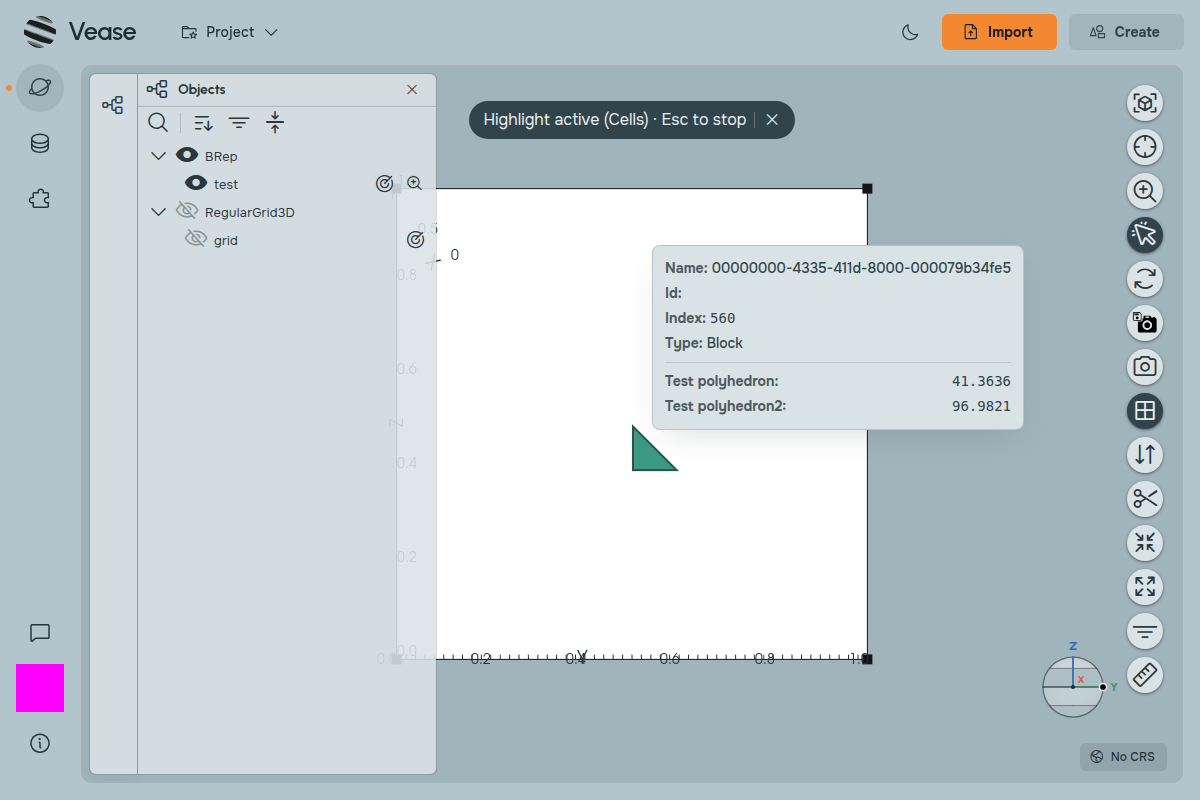 Vease
Project
Import
Create
Objects
Highlight active (Cells) · Esc to stop
BRep
test
RegularGrid3D
grid
0.5
0
0.8
0.6
Z
0.4
0.2
0.0
0.2
0.4
Y
0.6
0.8
Name: 00000000-4335-411d-8000-000079b34fe5
Id:
Index: 560
Type: Block
Test polyhedron: 41.3636
Test polyhedron2: 96.9821
Z
X
Y
No CRS